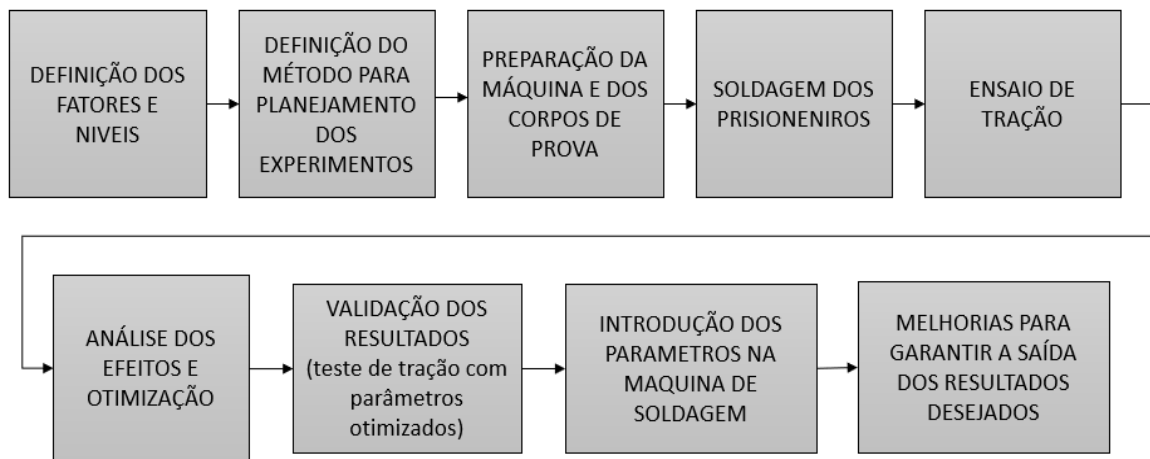 DEFINIÇÃO DOS
FATORES E
NIVEIS
DEFINIÇÃO DO
MÉTODO PARA
PLANEJAMENTO
DOS
EXPERIMENTOS
PREPARAÇÃO DA
MÁQUINA E DOS
CORPOS DE
PROVA
SOLDAGEM DOS
PRISIONENIROS
ENSAIO DE
TRAÇÃO
ANÁLISE DOS
EFEITOS E
OTIMIZAÇÃO
VALIDAÇÃO DOS
RESULTADOS
(teste de tração com
parâmetros
otimizados)
INTRODUÇÃO DOS
PARAMETROS NA
MAQUINA DE
SOLDAGEM
MELHORIAS PARA
GARANTIR A SAÍDA
DOS RESULTADOS
DESEJADOS